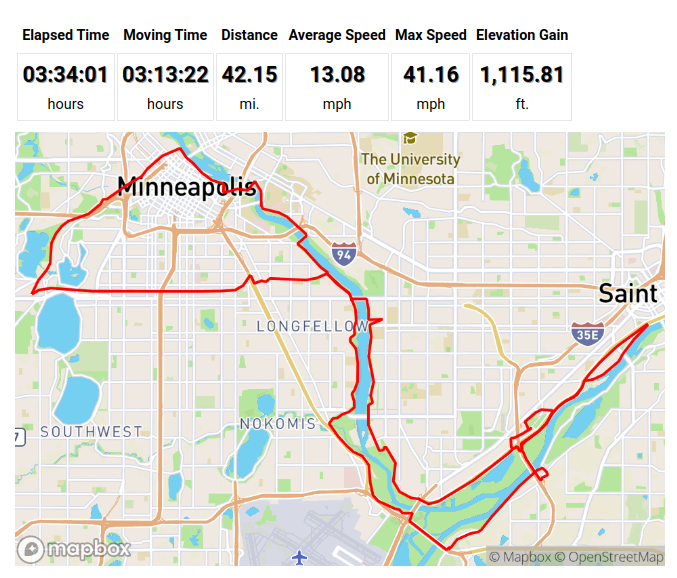 Elapsed Time Moving Time Distance Average Speed Max Speed Elevation Gain
03:34:01 03:13:22 42.15 13.08 41.16 1,115.81
hours hours mi. mph mph ft.
The University
of Minnesota
Minneapolis
94
Saint
LONGFELLOW
35E
NOKOMIS
SOUTHWEST
7
mapbox
© Mapbox © OpenStreetMap